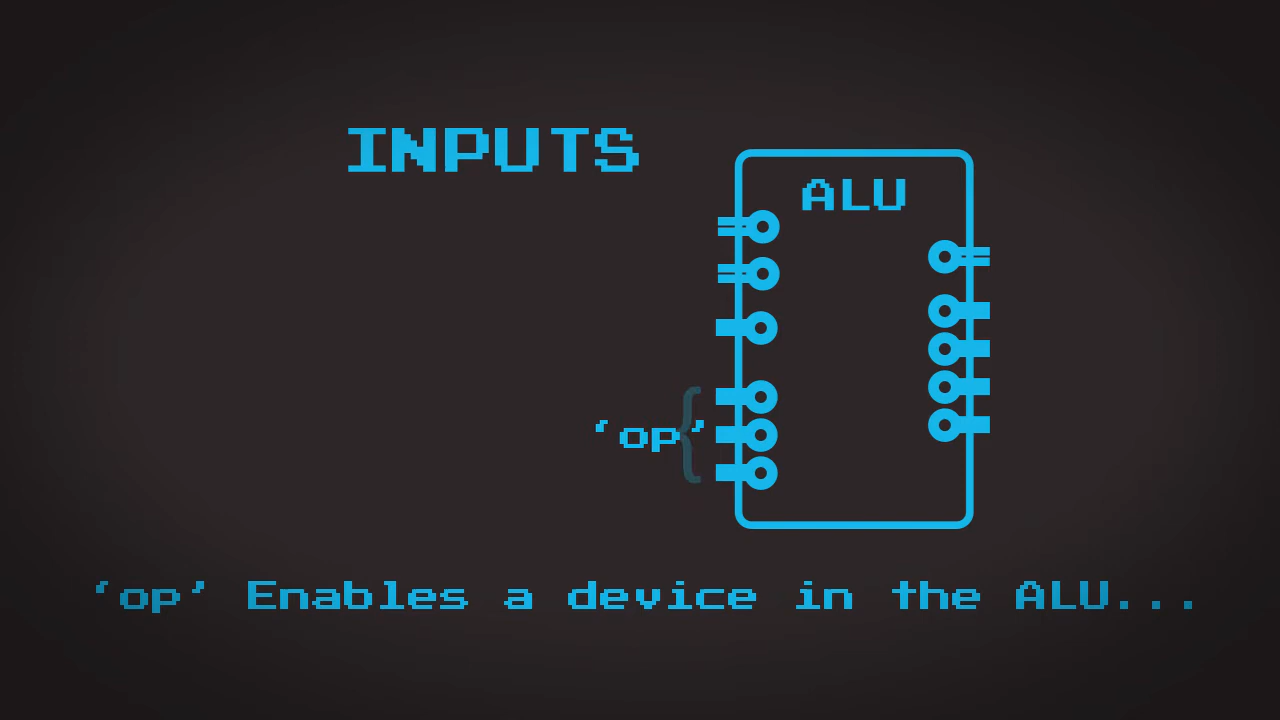 INPUTS
ALU
‘op’
‘op’ Enables a device in the ALU...